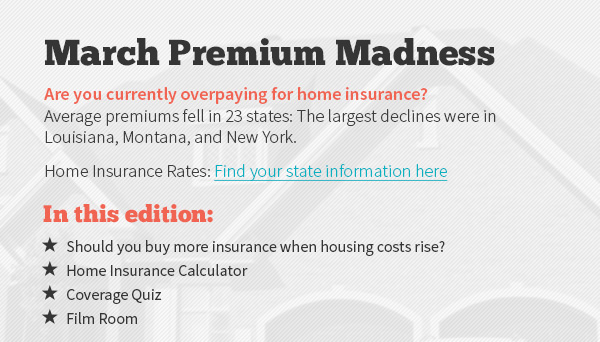 March Premium Madness
Are you currently overpaying for home insurance?
Average premiums fell in 23 states: The largest declines were in
Louisiana, Montana, and New York.
Home Insurance Rates: Find your state information here
In this edition:
★ Should you buy more insurance when housing costs rise?
★ Home Insurance Calculator
★ Coverage Quiz
★ Film Room